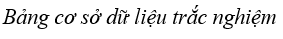 Bảng cơ sở dữ liệu trắc nghiệm